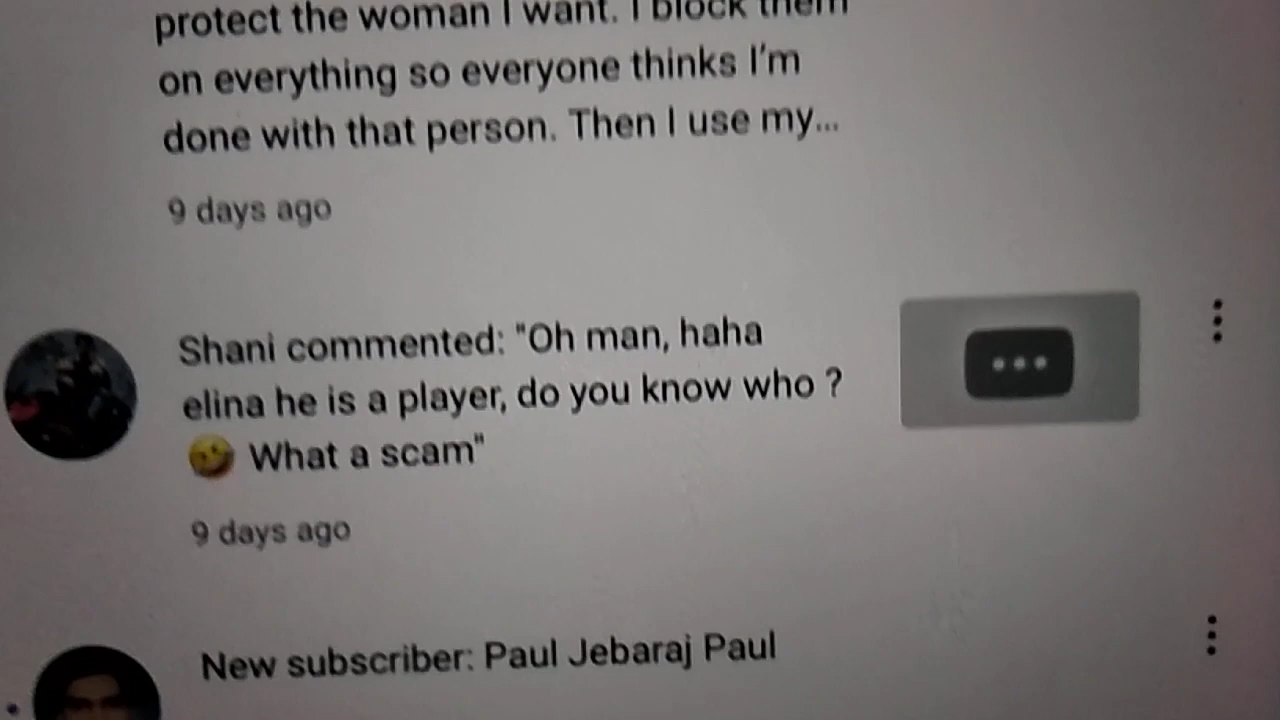 protect the woman I want. I block them
on everything so everyone thinks I'm
done with that person. Then I use my...
9 days ago
Shani commented: "Oh man, haha
elina he is a player, do you know who ?
🤪 What a scam"
9 days ago
New subscriber: Paul Jebaraj Paul